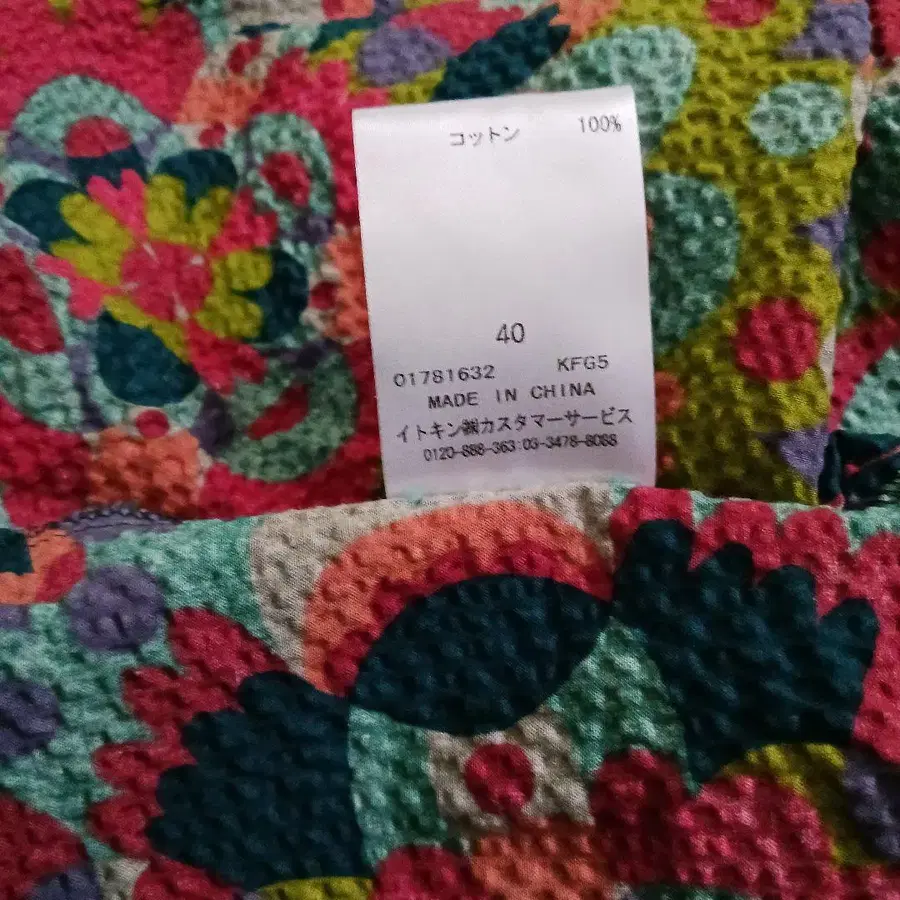 コットン 100%
40
01781632 KFG5
MADE IN CHINA
イトキン㈱カスタマーサービス
0120-888-363:03-3478-8088